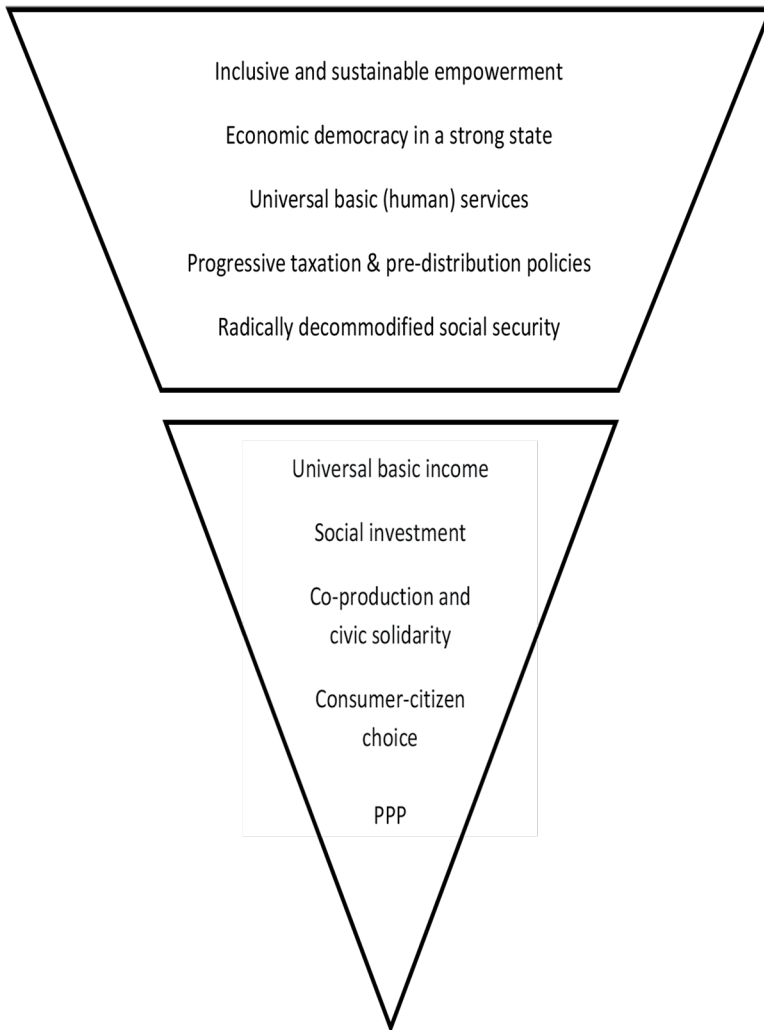 Inclusive and sustainable empowerment
Economic democracy in a strong state
Universal basic (human) services
Progressive taxation & pre-distribution policies
Radically decommodified social security
Universal basic income
Social investment
Co-production and
civic solidarity
Consumer-citizen
choice
PPP